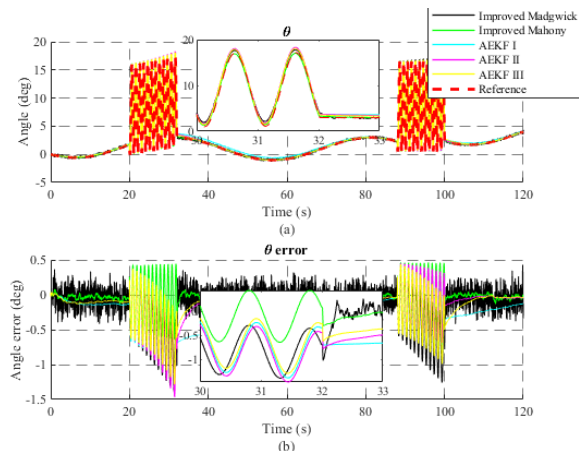 Improved Madgwick
Improved Mahony
AEKF I
AEKF II
AEKF III
Reference
θ
20
15
10
5
0
-5
Angle (deg)
20
10
0
30
31
32
33
0
20
40
60
80
100
120
Time (s)
(a)
θ error
0.5
0
-0.5
-1
-1.5
Angle error (deg)
0
-0.5
-1
30
31
32
33
0
20
40
60
80
100
120
Time (s)
(b)